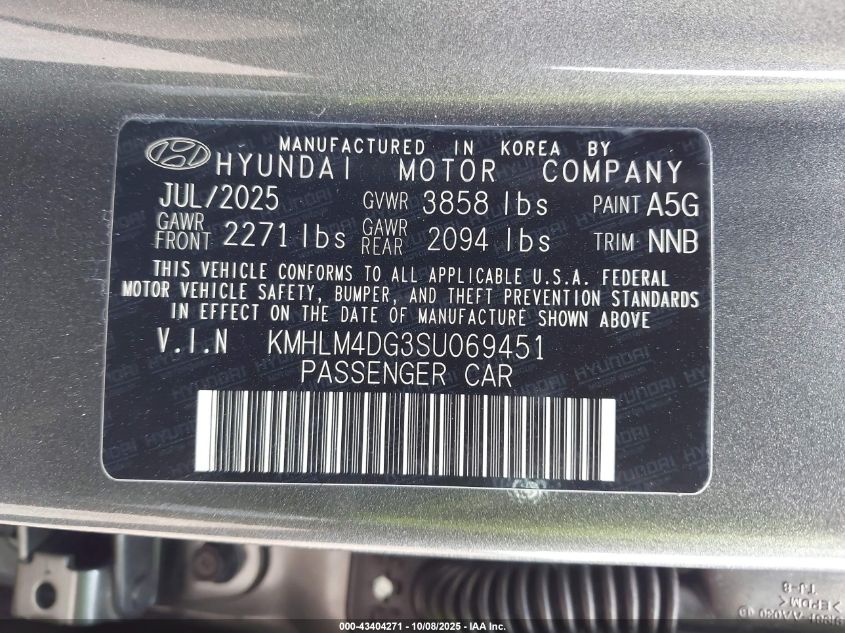 MANUFACTURED IN KOREA BY
HYUNDAI MOTOR COMPANY
JUL/2025 GVWR 3858 lbs PAINT A5G
GAWR FRONT 2271 lbs GAWR REAR 2094 lbs TRIM NNB
THIS VEHICLE CONFORMS TO ALL APPLICABLE U.S.A. FEDERAL
MOTOR VEHICLE SAFETY, BUMPER, AND THEFT PREVENTION STANDARDS
IN EFFECT ON THE DATE OF MANUFACTURE SHOWN ABOVE
V.I.N KMHLM4DG3SU069451
PASSENGER CAR
000-43404271 - 10/08/2025 - IAA Inc.